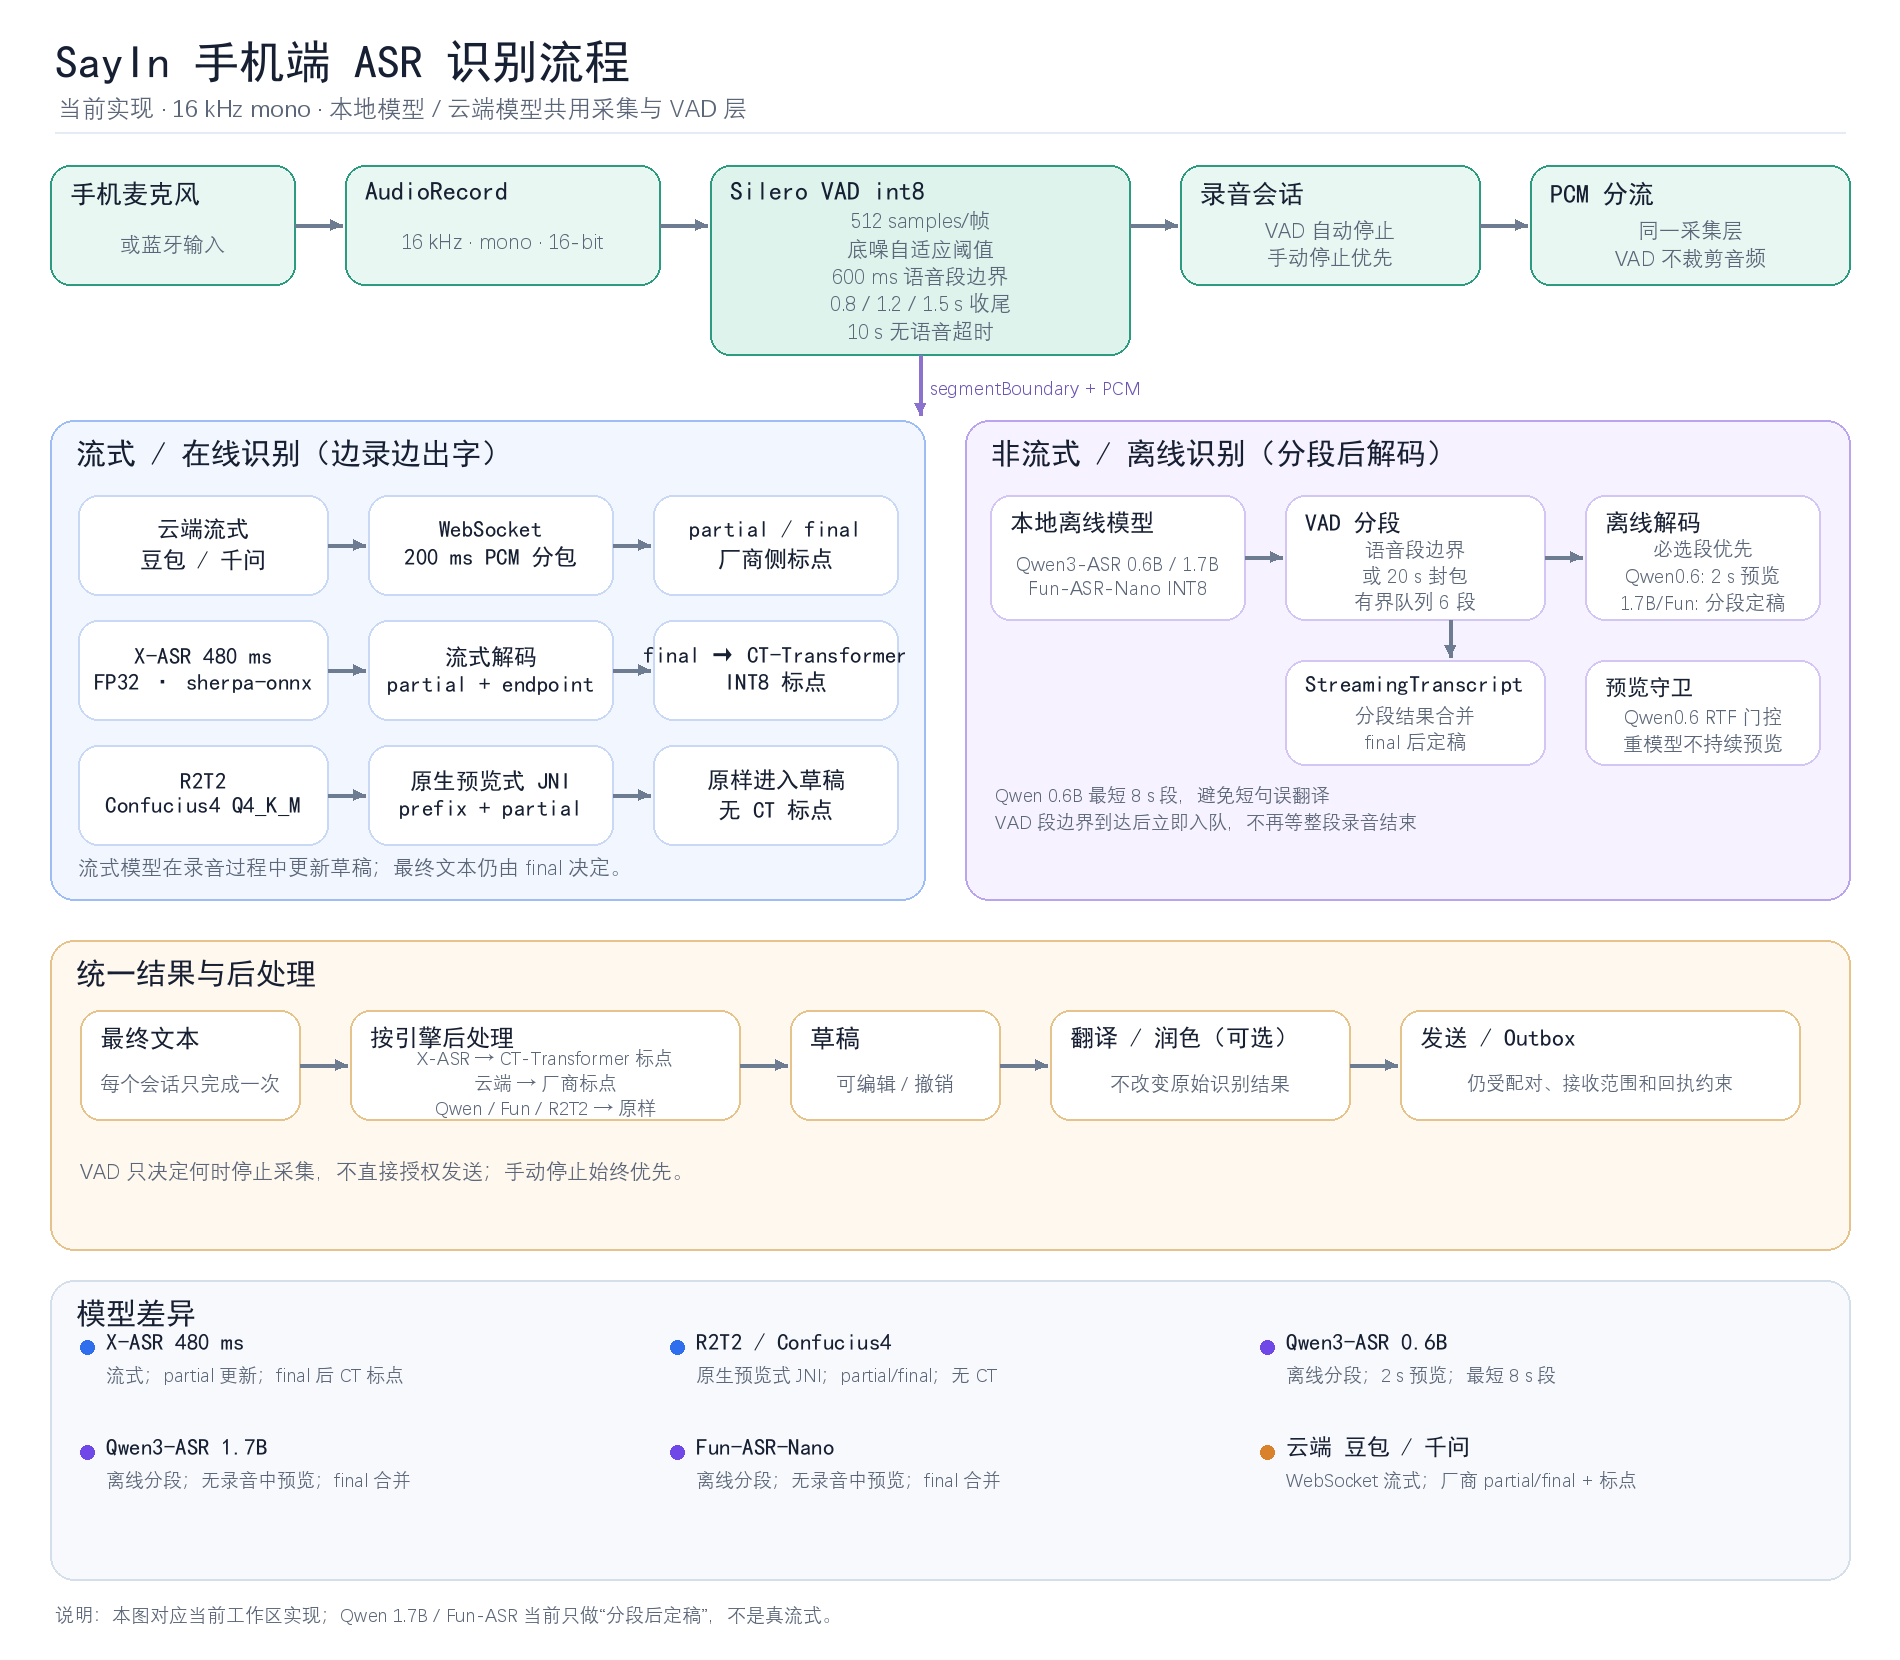 SayIn 手机端 ASR 识别流程
当前实现 · 16 kHz mono · 本地模型 / 云端模型共用采集与 VAD 层
手机麦克风
或蓝牙输入
AudioRecord
16 kHz · mono · 16-bit
Silero VAD int8
512 samples/帧
底噪自适应阈值
600 ms 语音段边界
0.8 / 1.2 / 1.5 s 收尾
10 s 无语音超时
录音会话
VAD 自动停止
手动停止优先
PCM 分流
同一采集层
VAD 不裁剪音频
segmentBoundary + PCM
流式 / 在线识别（边录边出字）
云端流式
豆包 / 千问
WebSocket
200 ms PCM 分包
partial / final
厂商侧标点
X-ASR 480 ms
FP32 · sherpa-onnx
流式解码
partial + endpoint
final → CT-Transformer
INT8 标点
R2T2
Confucius4 Q4_K_M
原生预览式 JNI
prefix + partial
原样进入草稿
无 CT 标点
流式模型在录音过程中更新草稿；最终文本仍由 final 决定。
非流式 / 离线识别（分段后解码）
本地离线模型
Qwen3-ASR 0.6B / 1.7B
Fun-ASR-Nano INT8
VAD 分段
语音段边界
或 20 s 封包
有界队列 6 段
离线解码
必选段优先
Qwen0.6: 2 s 预览
1.7B/Fun: 分段定稿
StreamingTranscript
分段结果合并
final 后定稿
预览守卫
Qwen0.6 RTF 门控
重模型不持续预览
Qwen 0.6B 最短 8 s 段，避免短句误翻译
VAD 段边界到达后立即入队，不再等整段录音结束
统一结果与后处理
最终文本
每个会话只完成一次
按引擎后处理
X-ASR → CT-Transformer 标点
云端 → 厂商标点
Qwen / Fun / R2T2 → 原样
草稿
可编辑 / 撤销
翻译 / 润色（可选）
不改变原始识别结果
发送 / Outbox
仍受配对、接收范围和回执约束
VAD 只决定何时停止采集，不直接授权发送；手动停止始终优先。
模型差异
X-ASR 480 ms
流式；partial 更新；final 后 CT 标点
R2T2 / Confucius4
原生预览式 JNI；partial/final；无 CT
Qwen3-ASR 0.6B
离线分段；2 s 预览；最短 8 s 段
Qwen3-ASR 1.7B
离线分段；无录音中预览；final 合并
Fun-ASR-Nano
离线分段；无录音中预览；final 合并
云端 豆包 / 千问
WebSocket 流式；厂商 partial/final + 标点
说明：本图对应当前工作区实现；Qwen 1.7B / Fun-ASR 当前只做“分段后定稿”，不是真流式。